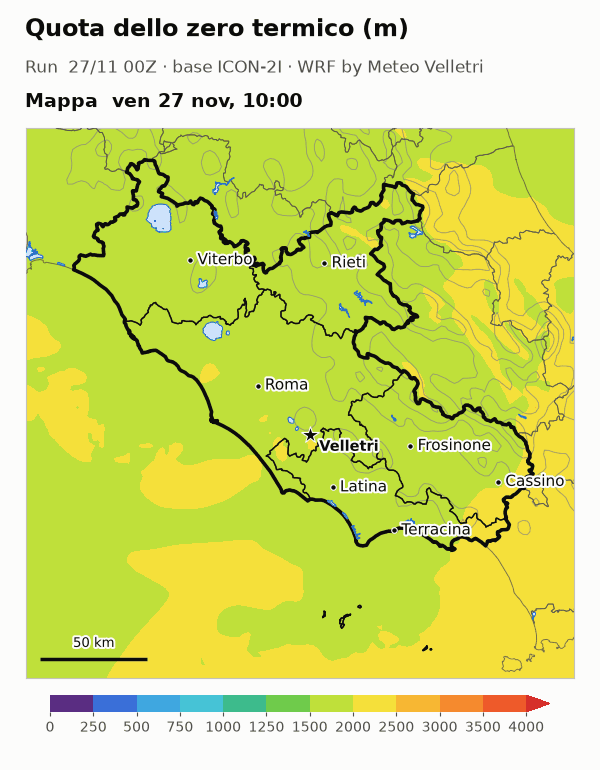 Quota dello zero termico (m)
Run  27/11 00Z · base ICON-2I · WRF by Meteo Velletri
Mappa  ven 27 nov, 10:00
Viterbo
Rieti
Roma
Velletri
Frosinone
Cassino
Latina
Terracina
50 km
0 250 500 750 1000 1250 1500 2000 2500 3000 3500 4000